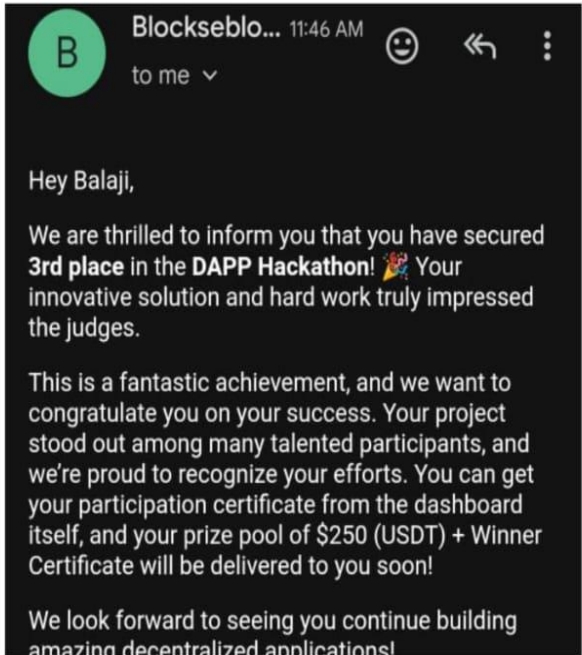 B
Blockseblo... 11:46 AM
to me
Hey Balaji,
We are thrilled to inform you that you have secured
3rd place in the DAPP Hackathon! 🎉 Your
innovative solution and hard work truly impressed
the judges.
This is a fantastic achievement, and we want to
congratulate you on your success. Your project
stood out among many talented participants, and
we're proud to recognize your efforts. You can get
your participation certificate from the dashboard
itself, and your prize pool of $250 (USDT) + Winner
Certificate will be delivered to you soon!
We look forward to seeing you continue building
amazing decentralized applications!